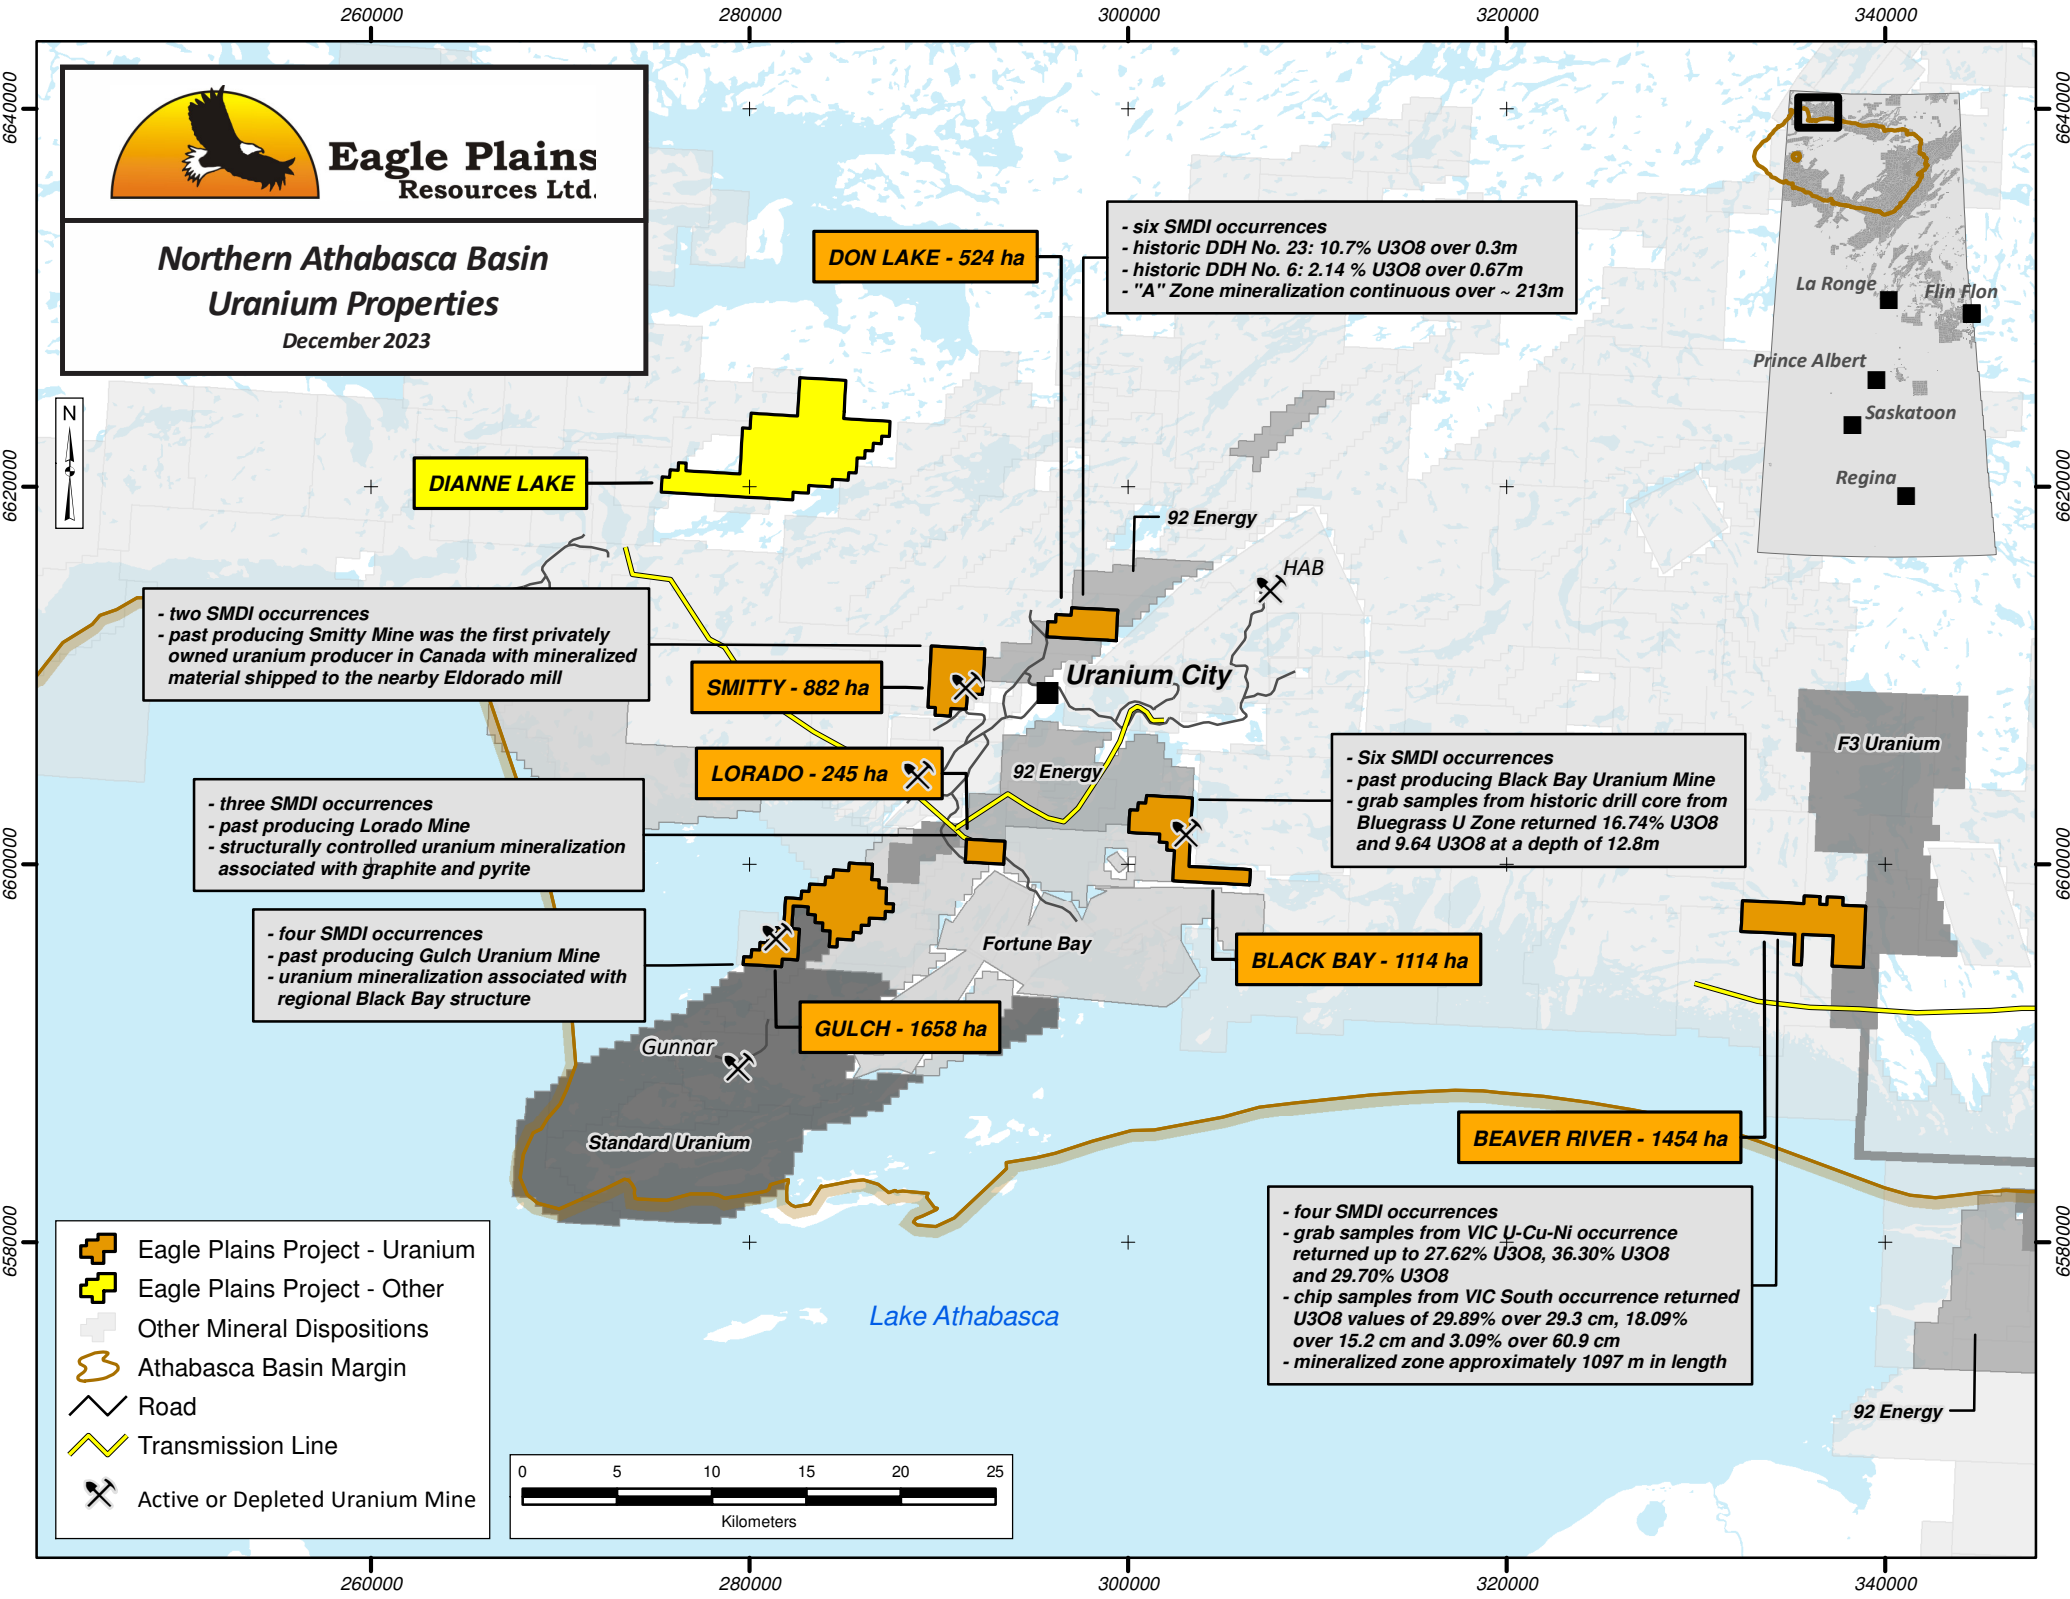 260000
280000
300000
320000
340000
6640000
6640000
Eagle Plains
Resources Ltd.
Northern Athabasca Basin
Uranium Properties
December 2023
DON LAKE - 524 ha
- six SMDI occurrences
- historic DDH No. 23: 10.7% U3O8 over 0.3m
- historic DDH No. 6: 2.14 % U3O8 over 0.67m
- "A" Zone mineralization continuous over ~ 213m
La Ronge
Flin Flon
Prince Albert
Saskatoon
Regina
N
6620000
6620000
DIANNE LAKE
92 Energy
HAB
- two SMDI occurrences
- past producing Smitty Mine was the first privately
owned uranium producer in Canada with mineralized
material shipped to the nearby Eldorado mill
SMITTY - 882 ha
Uranium City
LORADO - 245 ha
92 Energy
F3 Uranium
- Six SMDI occurrences
- past producing Black Bay Uranium Mine
- grab samples from historic drill core from
Bluegrass U Zone returned 16.74% U3O8
and 9.64 U3O8 at a depth of 12.8m
- three SMDI occurrences
- past producing Lorado Mine
- structurally controlled uranium mineralization
associated with graphite and pyrite
6600000
6600000
- four SMDI occurrences
- past producing Gulch Uranium Mine
- uranium mineralization associated with
regional Black Bay structure
Fortune Bay
BLACK BAY - 1114 ha
GULCH - 1658 ha
Gunnar
Standard Uranium
BEAVER RIVER - 1454 ha
- four SMDI occurrences
- grab samples from VIC U-Cu-Ni occurrence
returned up to 27.62% U3O8, 36.30% U3O8
and 29.70% U3O8
- chip samples from VIC South occurrence returned
U3O8 values of 29.89% over 29.3 cm, 18.09%
over 15.2 cm and 3.09% over 60.9 cm
- mineralized zone approximately 1097 m in length
6580000
6580000
Lake Athabasca
92 Energy
Eagle Plains Project - Uranium
Eagle Plains Project - Other
Other Mineral Dispositions
Athabasca Basin Margin
Road
Transmission Line
Active or Depleted Uranium Mine
0 5 10 15 20 25
Kilometers
260000
280000
300000
320000
340000